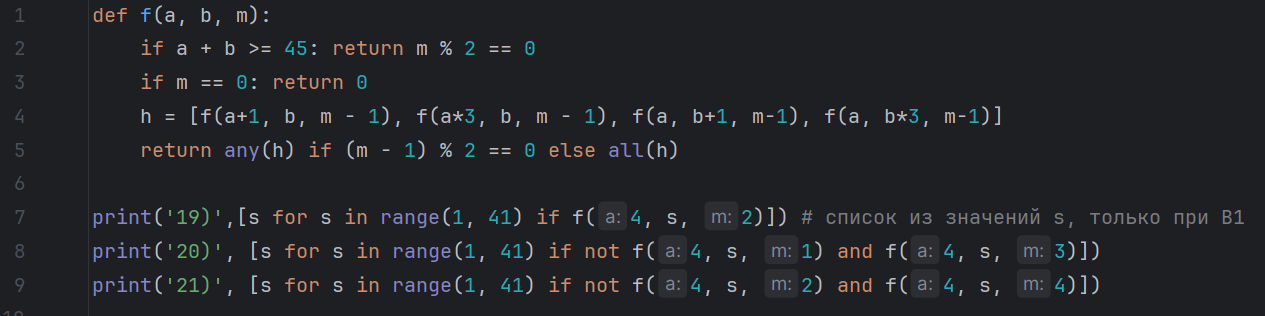 1 def f(a, b, m):
2 if a + b >= 45: return m % 2 == 0
3 if m == 0: return 0
4 h = [f(a+1, b, m - 1), f(a*3, b, m - 1), f(a, b+1, m-1), f(a, b*3, m-1)]
5 return any(h) if (m - 1) % 2 == 0 else all(h)
6
7 print('19)',[s for s in range(1, 41) if f( a: 4, s, m: 2)]) # список из значений s, только при В1
8 print('20)', [s for s in range(1, 41) if not f( a: 4, s, m: 1) and f( a: 4, s, m: 3)])
9 print('21)', [s for s in range(1, 41) if not f( a: 4, s, m: 2) and f( a: 4, s, m: 4)])